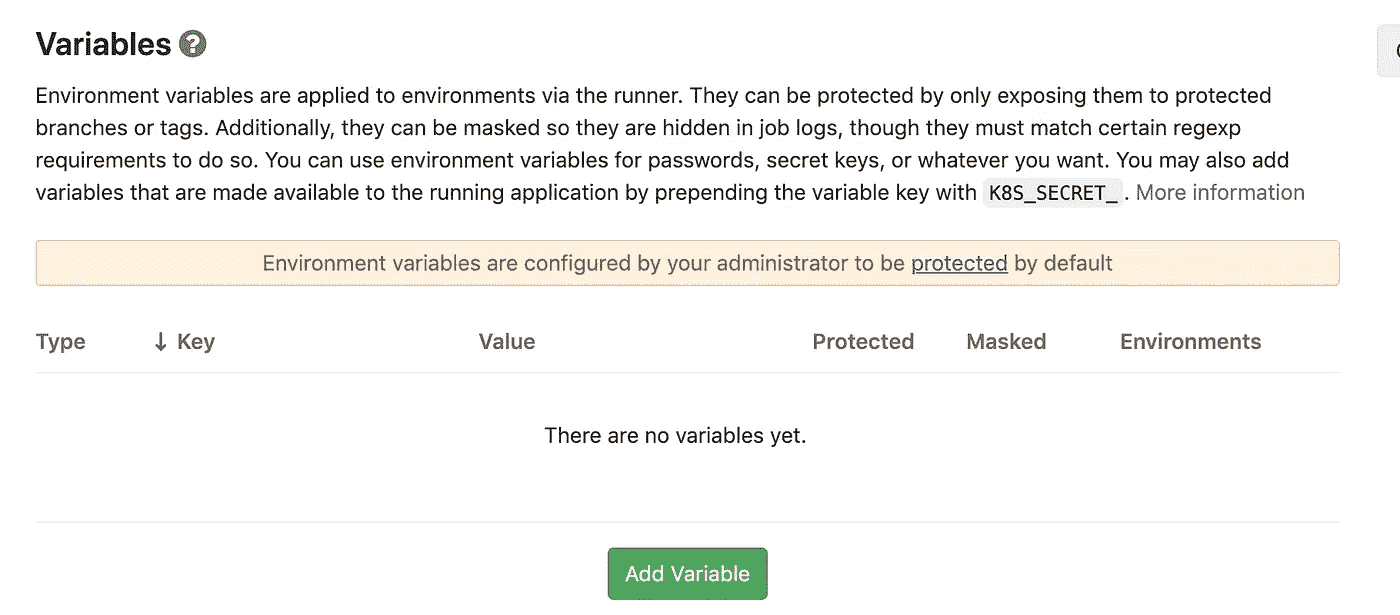 Variables ?
Environment variables are applied to environments via the runner. They can be protected by only exposing them to protected
branches or tags. Additionally, they can be masked so they are hidden in job logs, though they must match certain regexp
requirements to do so. You can use environment variables for passwords, secret keys, or whatever you want. You may also add
variables that are made available to the running application by prepending the variable key with K8S_SECRET_ . More information
Environment variables are configured by your administrator to be protected by default
Type ↓ Key Value Protected Masked Environments
There are no variables yet.
Add Variable